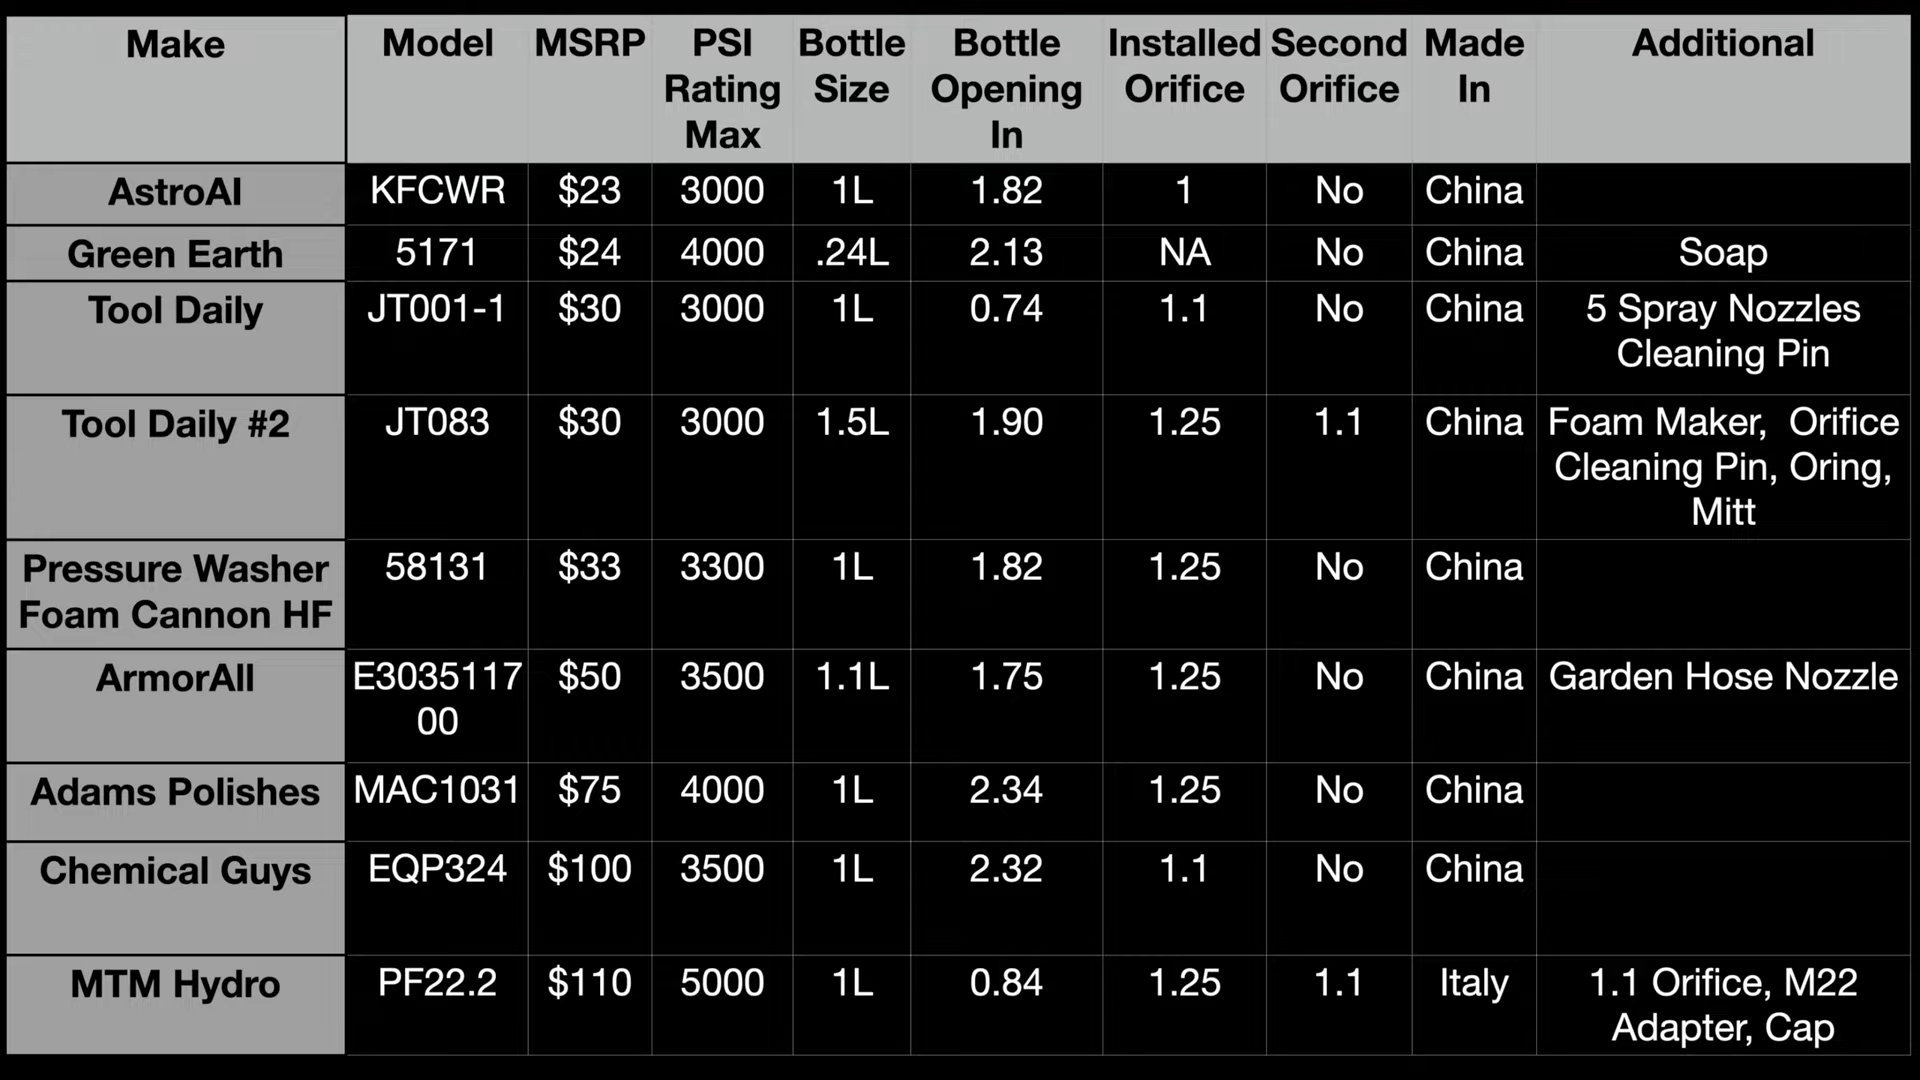 Make Model MSRP PSI Rating Max Bottle Size Bottle Opening In Installed Orifice Second Orifice Made In Additional
AstroAI KFCWR $23 3000 1L 1.82 1 No China
Green Earth 5171 $24 4000 .24L 2.13 NA No China Soap
Tool Daily JT001-1 $30 3000 1L 0.74 1.1 No China 5 Spray Nozzles Cleaning Pin
Tool Daily #2 JT083 $30 3000 1.5L 1.90 1.25 1.1 China Foam Maker, Orifice Cleaning Pin, Oring, Mitt
Pressure Washer Foam Cannon HF 58131 $33 3300 1L 1.82 1.25 No China
ArmorAll E303511700 $50 3500 1.1L 1.75 1.25 No China Garden Hose Nozzle
Adams Polishes MAC1031 $75 4000 1L 2.34 1.25 No China
Chemical Guys EQP324 $100 3500 1L 2.32 1.1 No China
MTM Hydro PF22.2 $110 5000 1L 0.84 1.25 1.1 Italy 1.1 Orifice, M22 Adapter, Cap